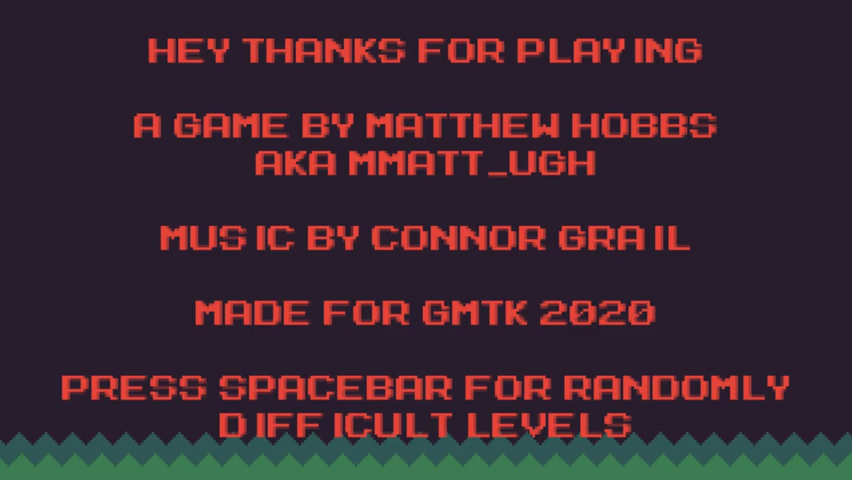 HEY THANKS FOR PLAYING
A GAME BY MATTHEW HOBBS
AKA MMATT_UGH
MUSIC BY CONNOR GRAIL
MADE FOR GMTK 2020
PRESS SPACEBAR FOR RANDOMLY
DIFFICULT LEVELS